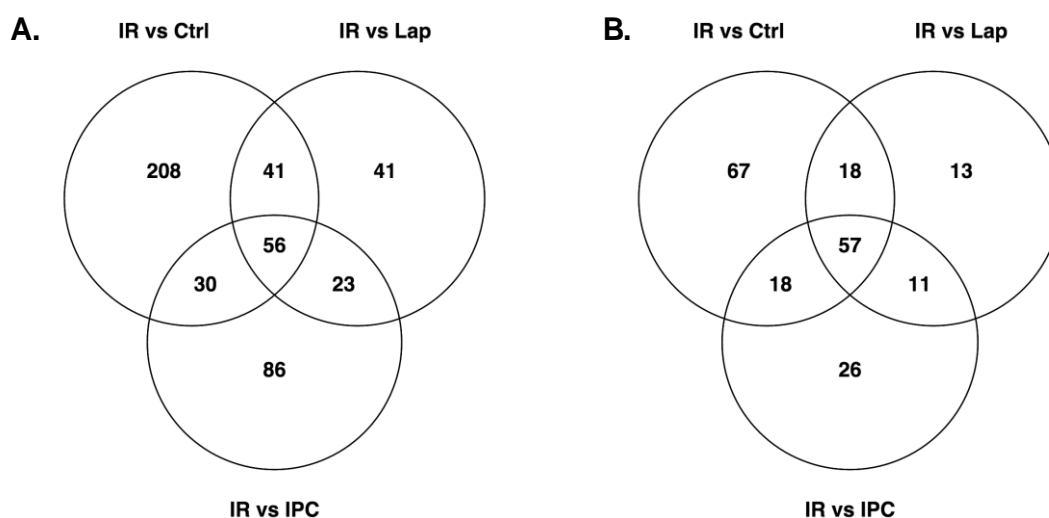 A.
IR vs Ctrl
IR vs Lap
208
41
41
56
30
23
86
IR vs IPC
B.
IR vs Ctrl
IR vs Lap
67
18
13
57
18
11
26
IR vs IPC